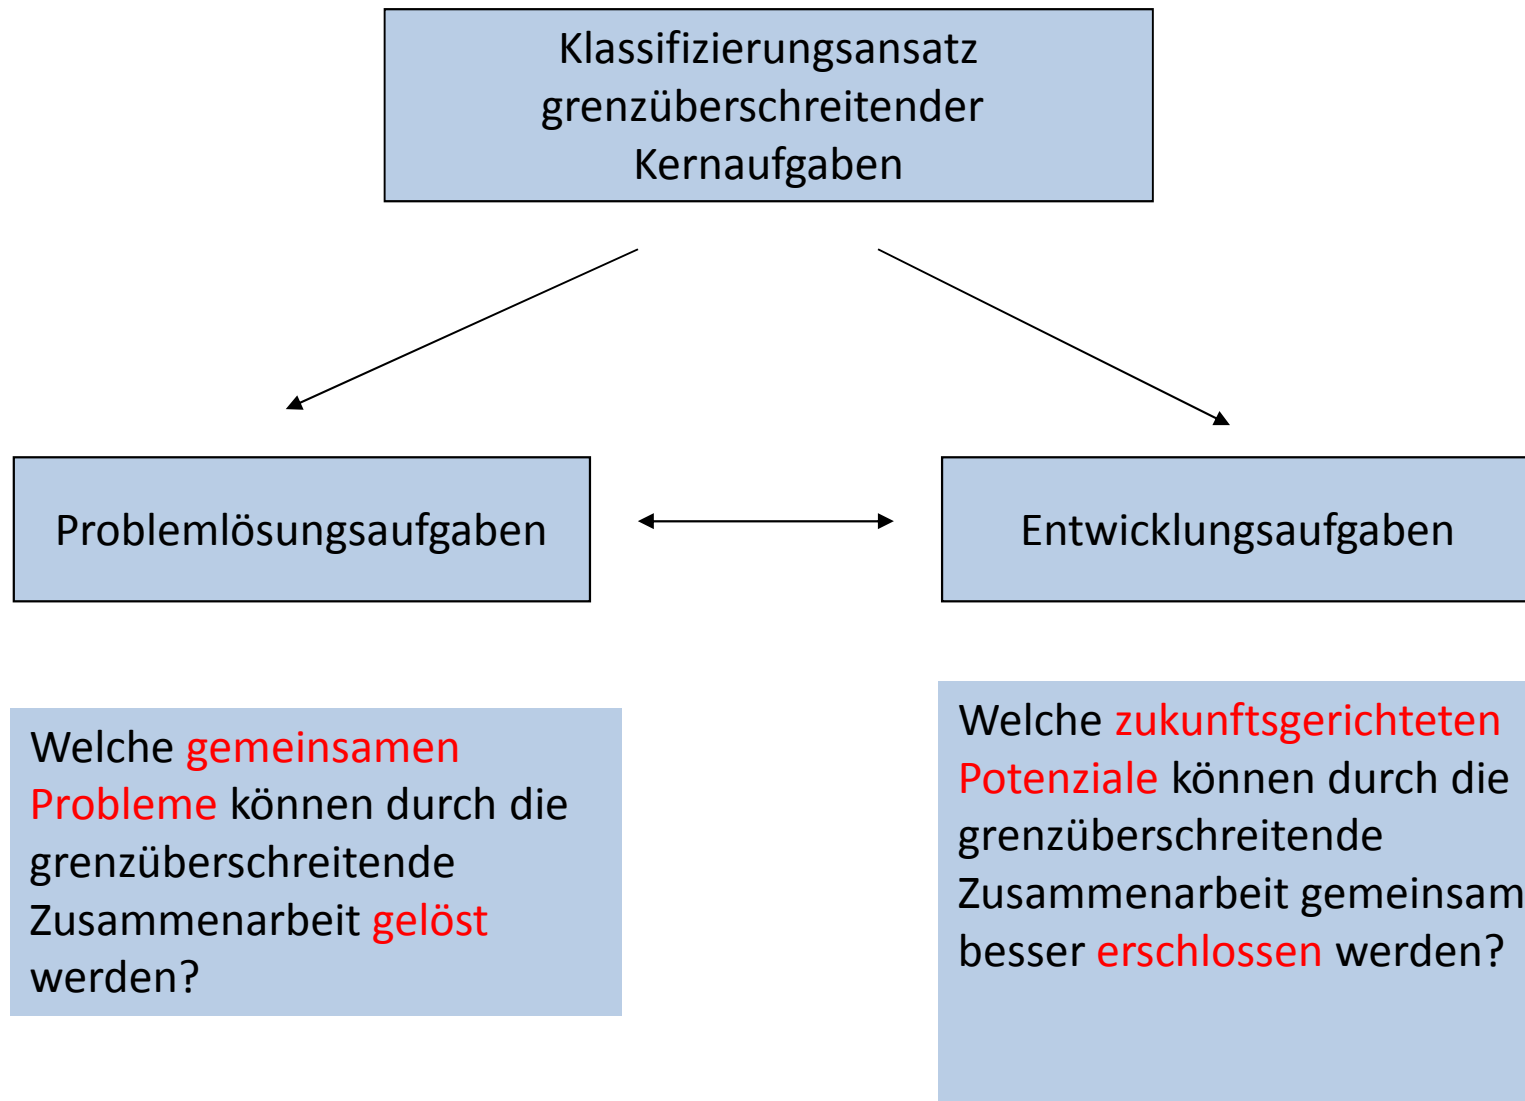 Klassifizierungsansatz
grenzüberschreitender
Kernaufgaben
Problemlösungsaufgaben
Entwicklungsaufgaben
Welche gemeinsamen
Probleme können durch die
grenzüberschreitende
Zusammenarbeit gelöst
werden?
Welche zukunftsgerichteten
Potenziale können durch die
grenzüberschreitende
Zusammenarbeit gemeinsam
besser erschlossen werden?